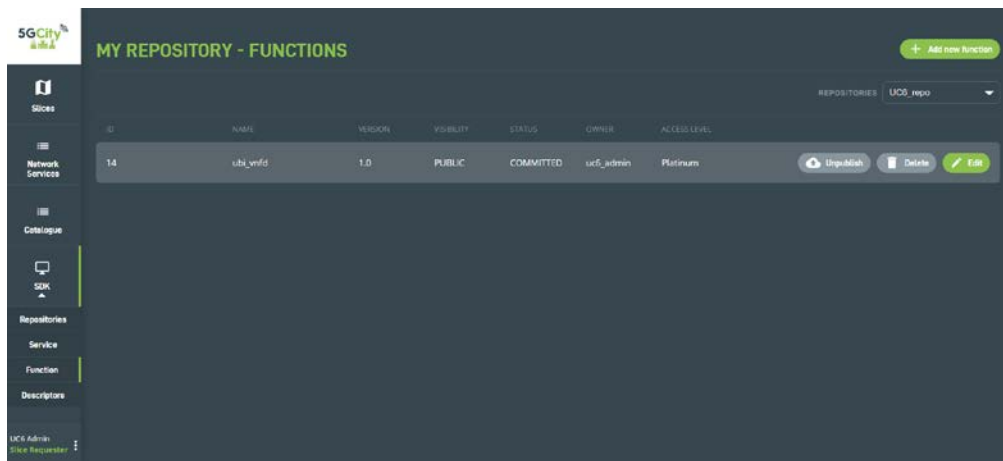 5GCity
MY REPOSITORY - FUNCTIONS
+ Add new function
Slices
REPOSITORIES UC6_repo
ID NAME VERSION VISIBILITY STATUS OWNER ACCESS LEVEL
14 ubi_vnfd 1.0 PUBLIC COMMITTED uc6_admin Platinum Unpublish Delete Edit
Network
Services
Catalogue
SDK
Repositories
Service
Function
Descriptors
UC6 Admin
Slice Requester